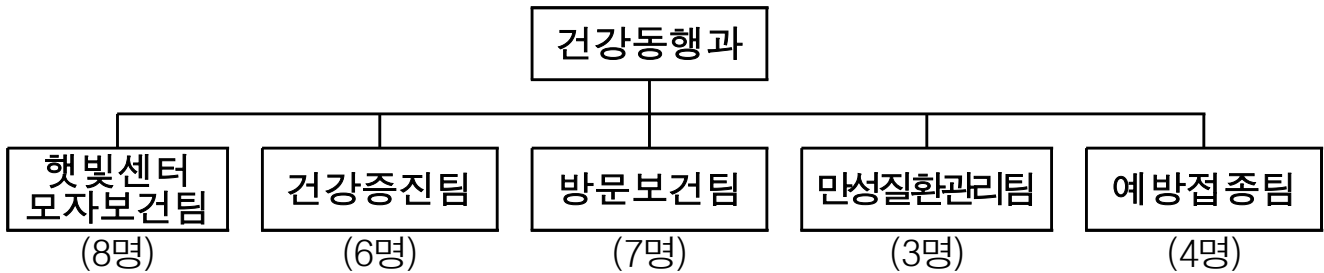 건강동행과
햇빛센터
모자보건팀
건강증진팀
방문보건팀
만성질환관리팀
예방접종팀
(8명)
(6명)
(7명)
(3명)
(4명)